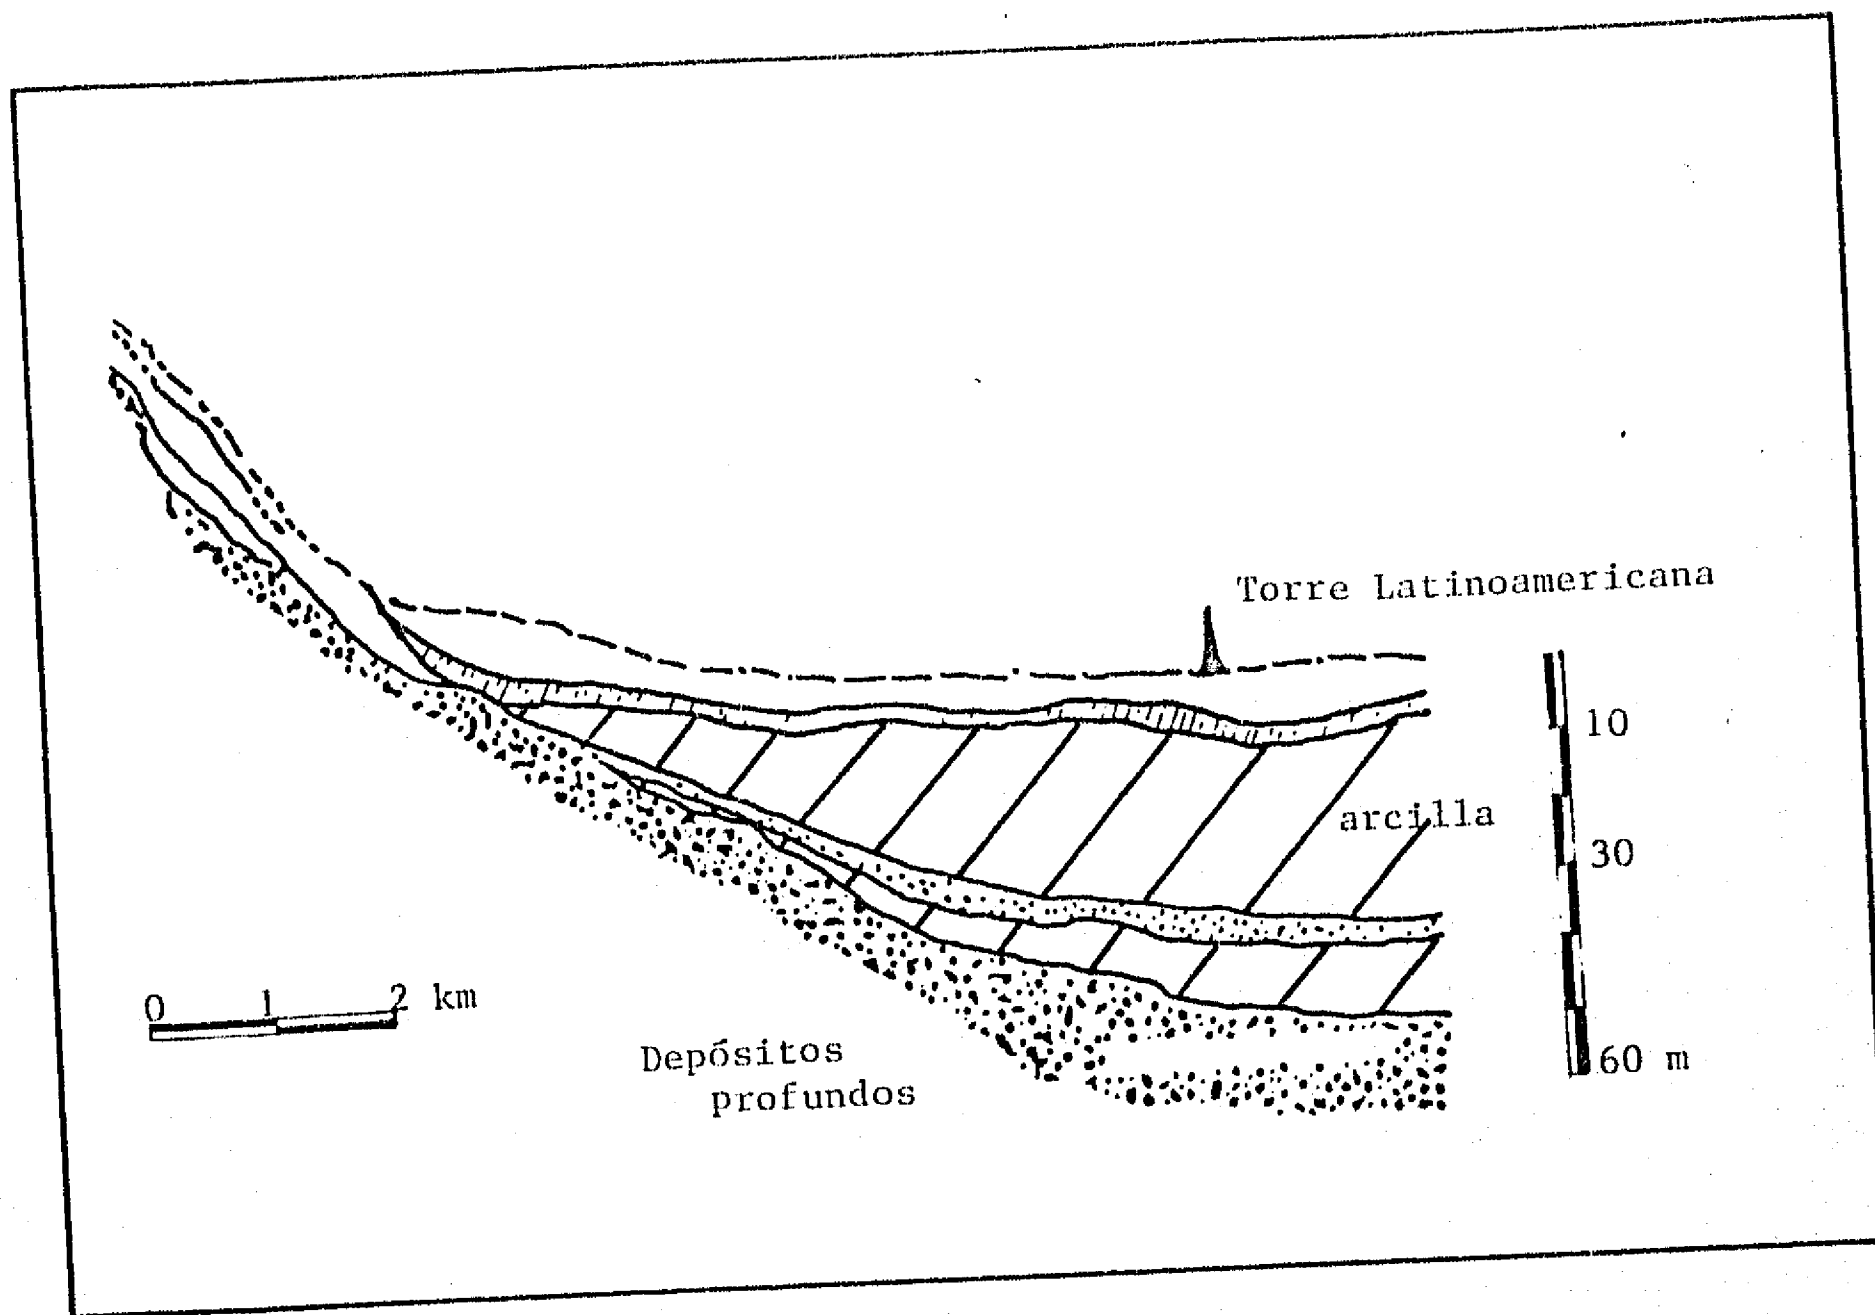 Torre Latinoamericana
10
arcilla
30
0 1 2 km
Depósitos
profundos
60 m